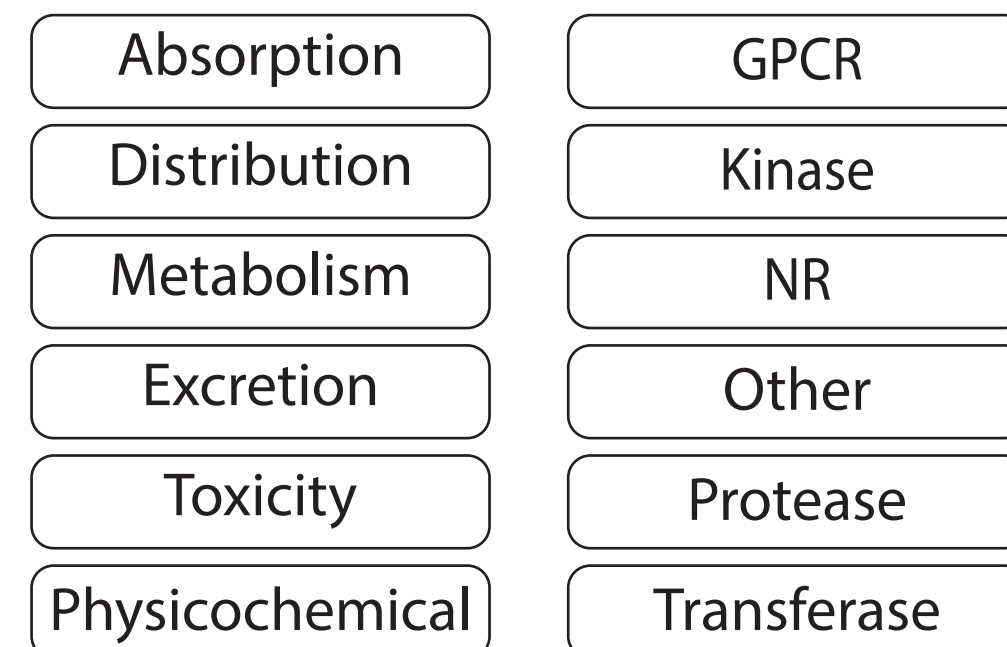 Absorption
Distribution
Metabolism
Excretion
Toxicity
Physicochemical
GPCR
Kinase
NR
Other
Protease
Transferase